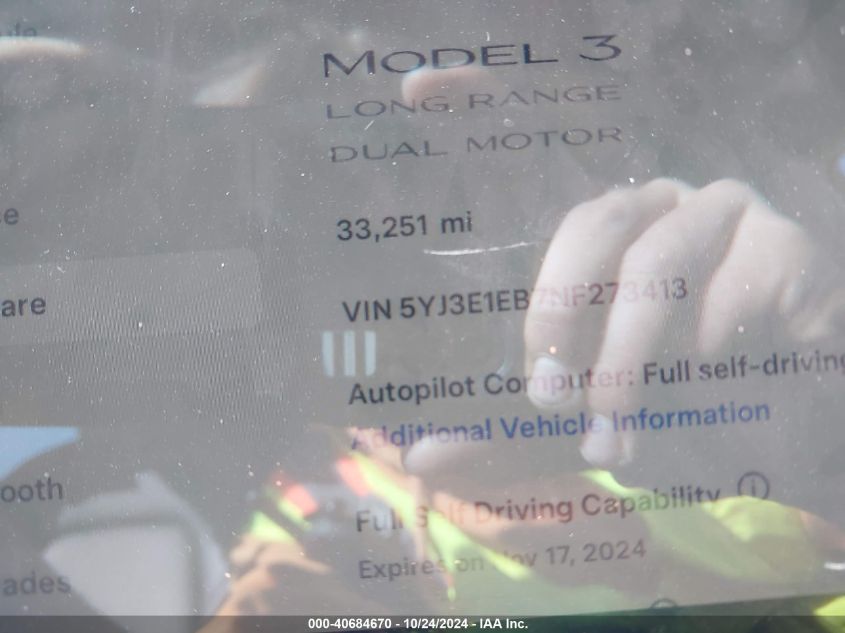 MODEL 3
LONG RANGE
DUAL MOTOR
33,251 mi
VIN 5YJ3E1EB7NF273413
Autopilot Computer: Full self-driving
Additional Vehicle Information
Full Self Driving Capability
Expires on Nov 17, 2024
are
ooth
ades
000-40684670 - 10/24/2024 - IAA Inc.